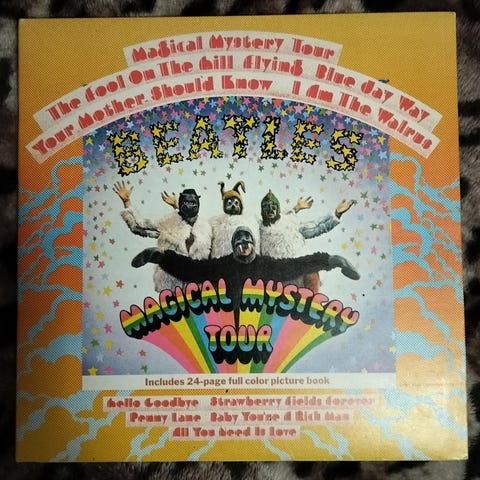 Magical Mystery Tour
The Fool On The Hill Flying Blue Jay Way
Your Mother Should Know I Am The Walrus
BEATLES
MAGICAL MYSTERY
TOUR
Includes 24-page full color picture book
Hello Goodbye Strawberry Fields Forever
Penny Lane Baby You're A Rich Man
All You Need Is Love